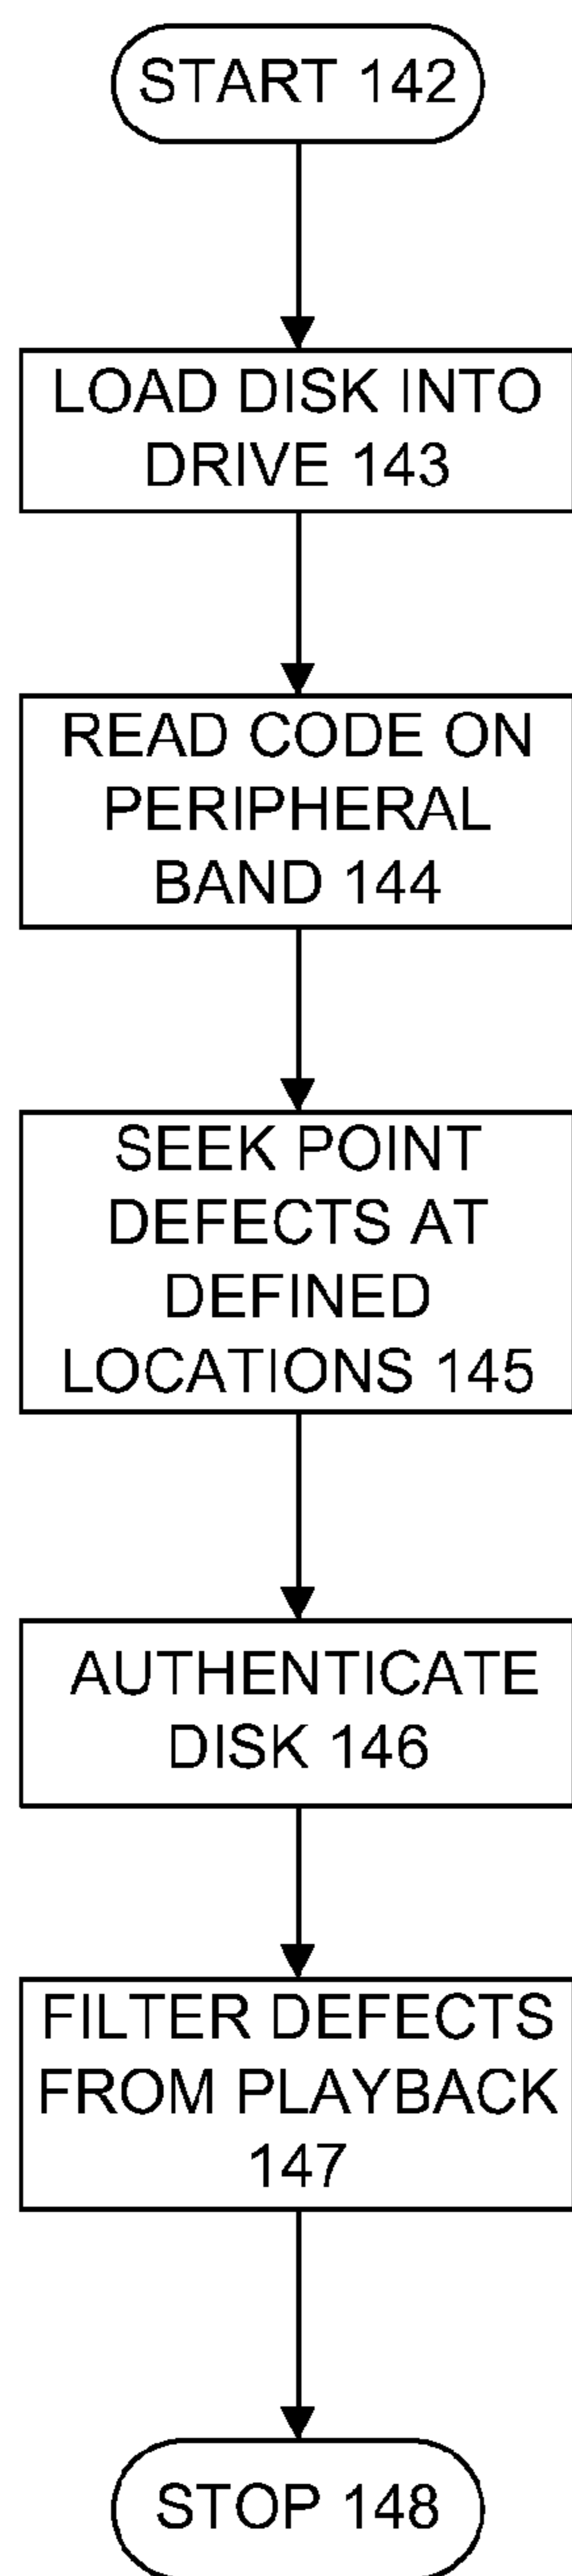 START 142
LOAD DISK INTO
DRIVE 143
READ CODE ON
PERIPHERAL
BAND 144
SEEK POINT
DEFECTS AT
DEFINED
LOCATIONS 145
AUTHENTICATE
DISK 146
FILTER DEFECTS
FROM PLAYBACK
147
STOP 148